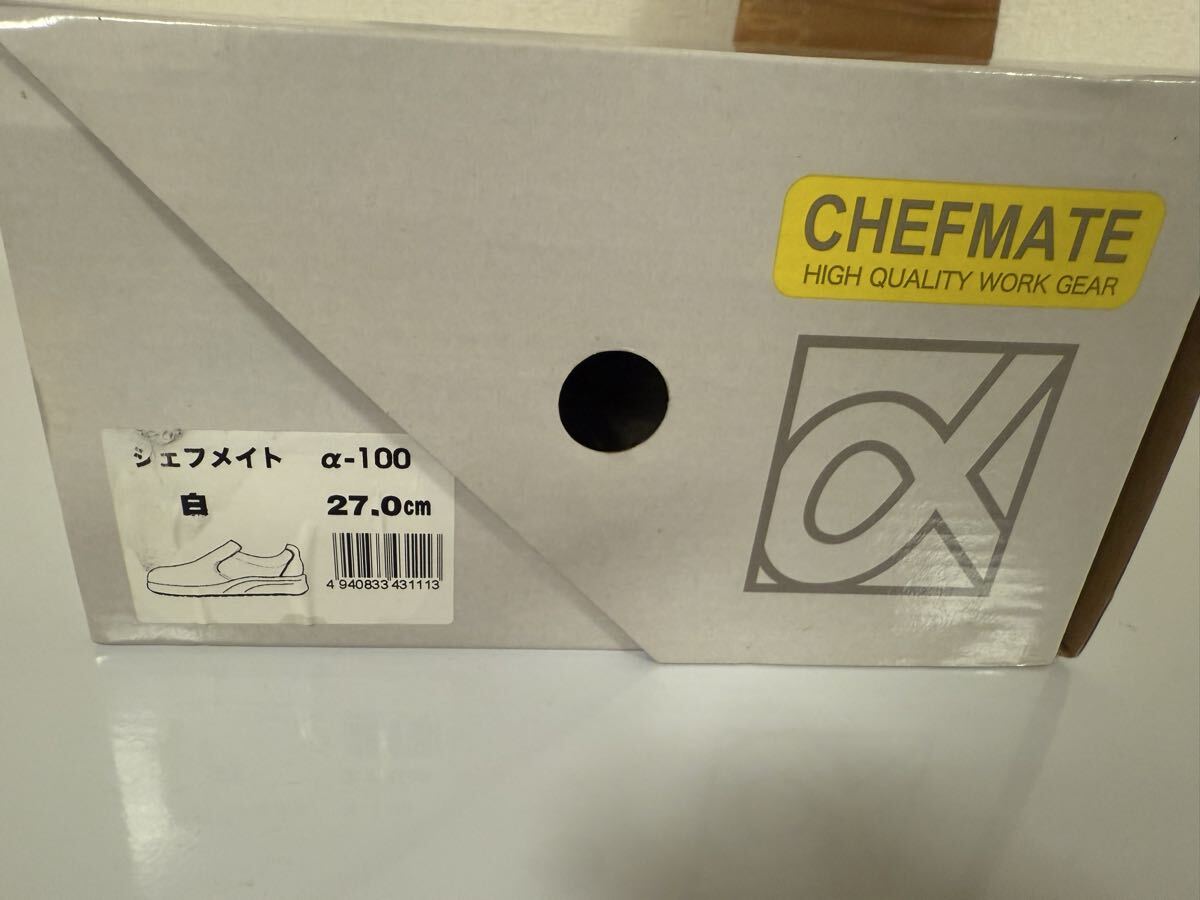 CHEFMATE
HIGH QUALITY WORK GEAR
α
シェフメイト α-100
白 27.0cm
4 940833 431113